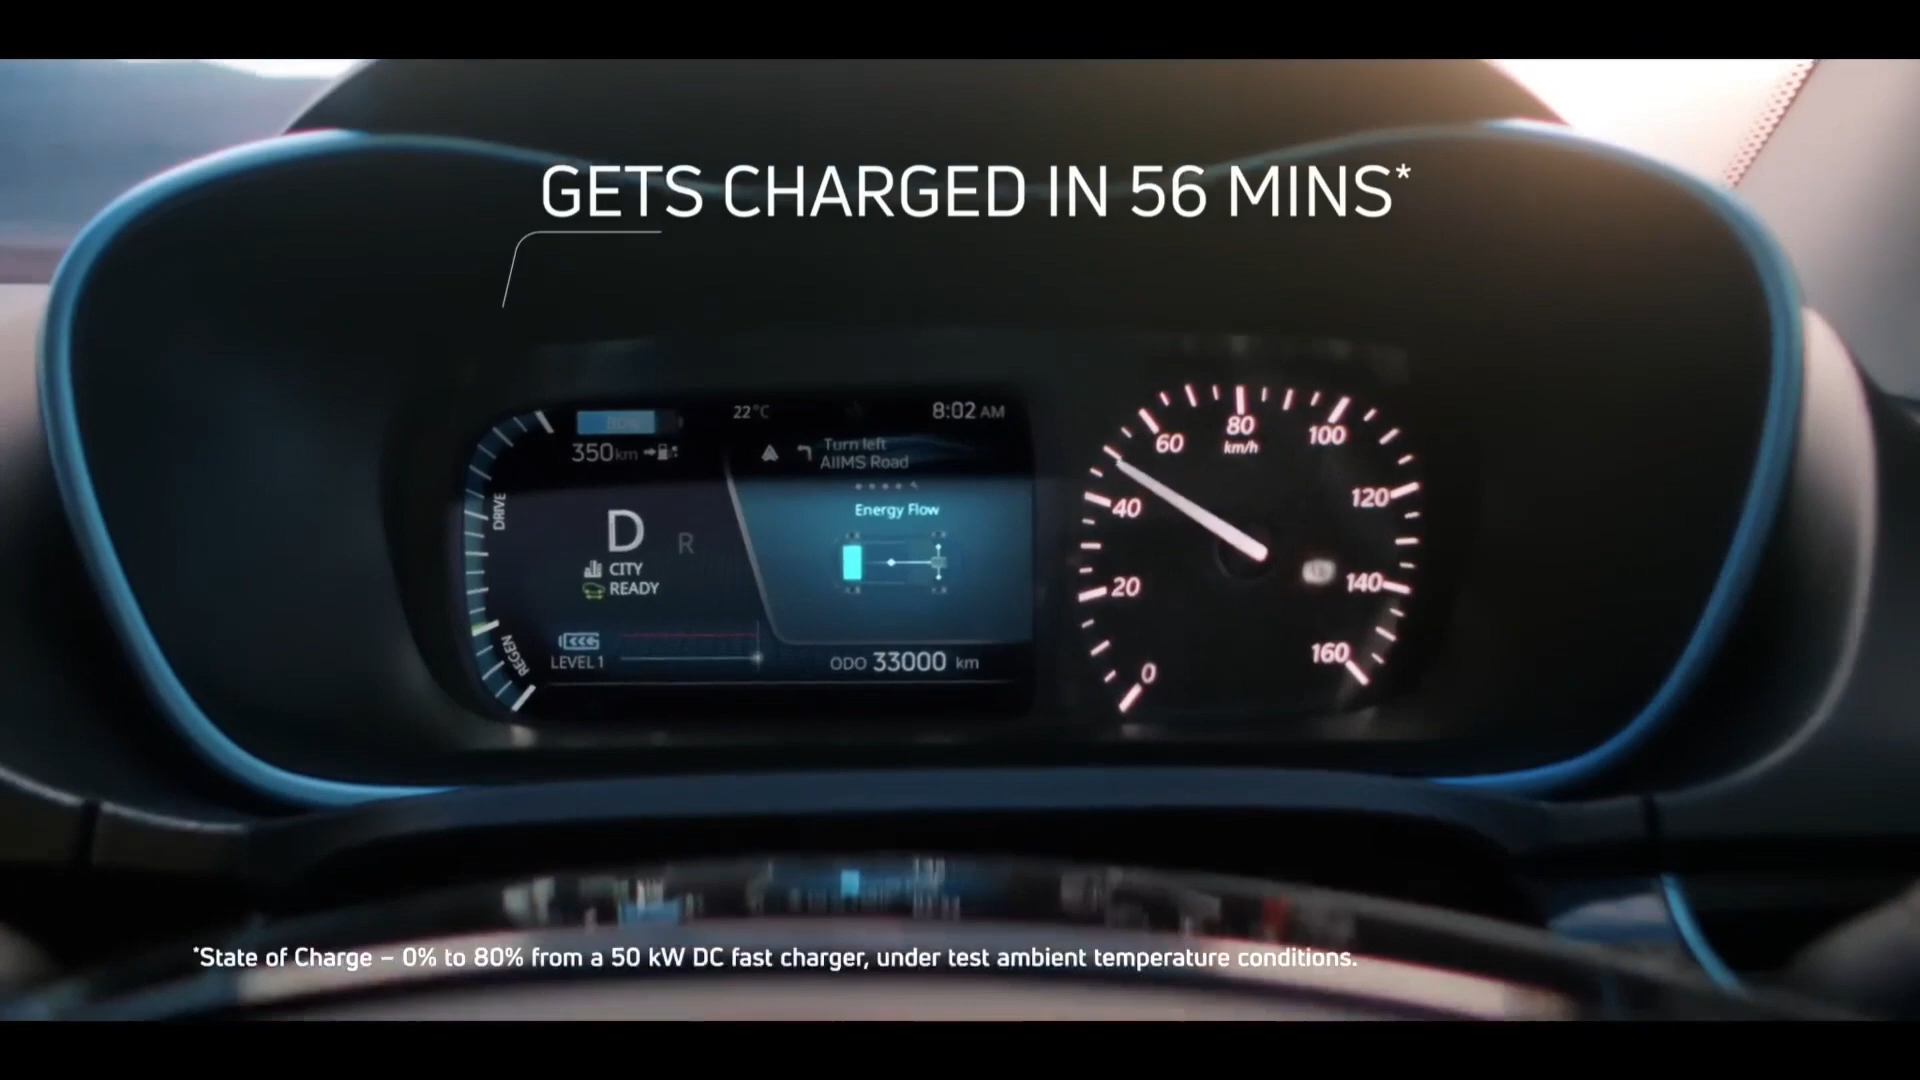 GETS CHARGED IN 56 MINS*
80%
22°C
8:02 AM
350km
Turn left
AIIMS Road
DRIVE
D R
Energy Flow
CITY
READY
REGEN
LEVEL 1
ODO 33000 km
0
20
40
60
80
km/h
100
120
140
160
*State of Charge – 0% to 80% from a 50 kW DC fast charger, under test ambient temperature conditions.